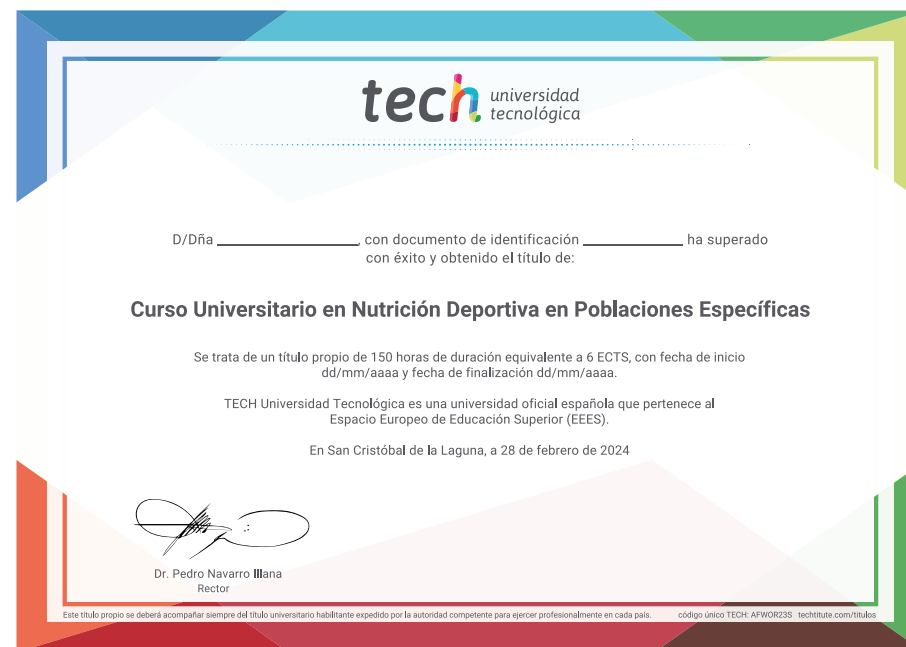 tech universidad
tecnológica
D/Dña ____________________, con documento de identificación ______________ ha superado
con éxito y obtenido el título de:
Curso Universitario en Nutrición Deportiva en Poblaciones Específicas
Se trata de un título propio de 150 horas de duración equivalente a 6 ECTS, con fecha de inicio
dd/mm/aaaa y fecha de finalización dd/mm/aaaa.
TECH Universidad Tecnológica es una universidad oficial española que pertenece al
Espacio Europeo de Educación Superior (EEES).
En San Cristóbal de la Laguna, a 28 de febrero de 2024
Dr. Pedro Navarro Illana
Rector
Este título propio se deberá acompañar siempre del título universitario habilitante expedido por la autoridad competente para ejercer profesionalmente en cada país. código único TECH: AFWOR23S techtitute.com/titulos